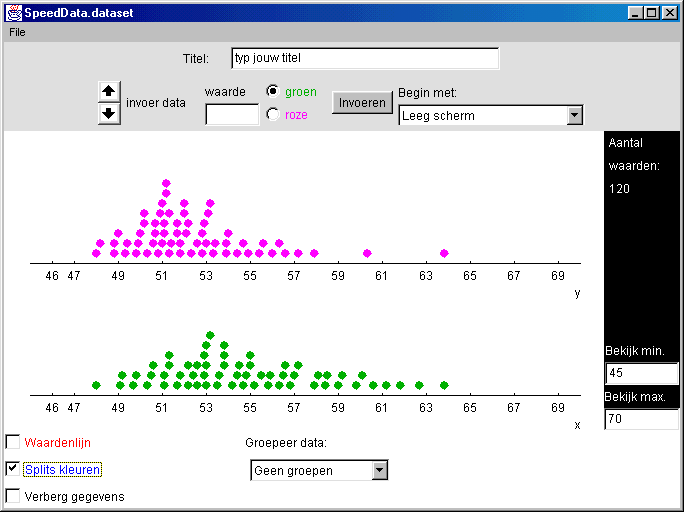 SpeedData.dataset
File
Titel: typ jouw titel
invoer data
waarde
groen
roze
Invoeren
Begin met:
Leeg scherm
Aantal
waarden:
120
46 47 49 51 53 55 57 59 61 63 65 67 69
y
46 47 49 51 53 55 57 59 61 63 65 67 69
x
Bekijk min.
45
Bekijk max.
70
Waardenlijn
Splits kleuren
Verberg gegevens
Groepeer data:
Geen groepen